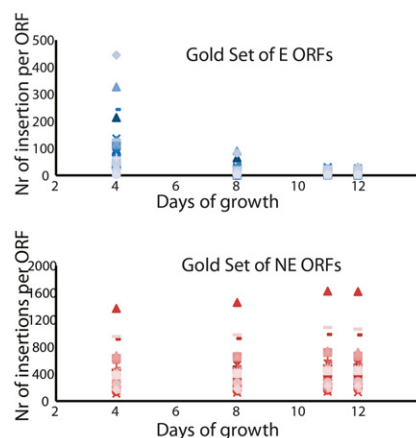 Gold Set of E ORFs
Nr of insertion per ORF
500
400
300
200
100
0
2 4 6 8 10 12
Days of growth
Gold Set of NE ORFs
Nr of insertions per ORF
2000
1600
1200
800
400
0
2 4 6 8 10 12
Days of growth